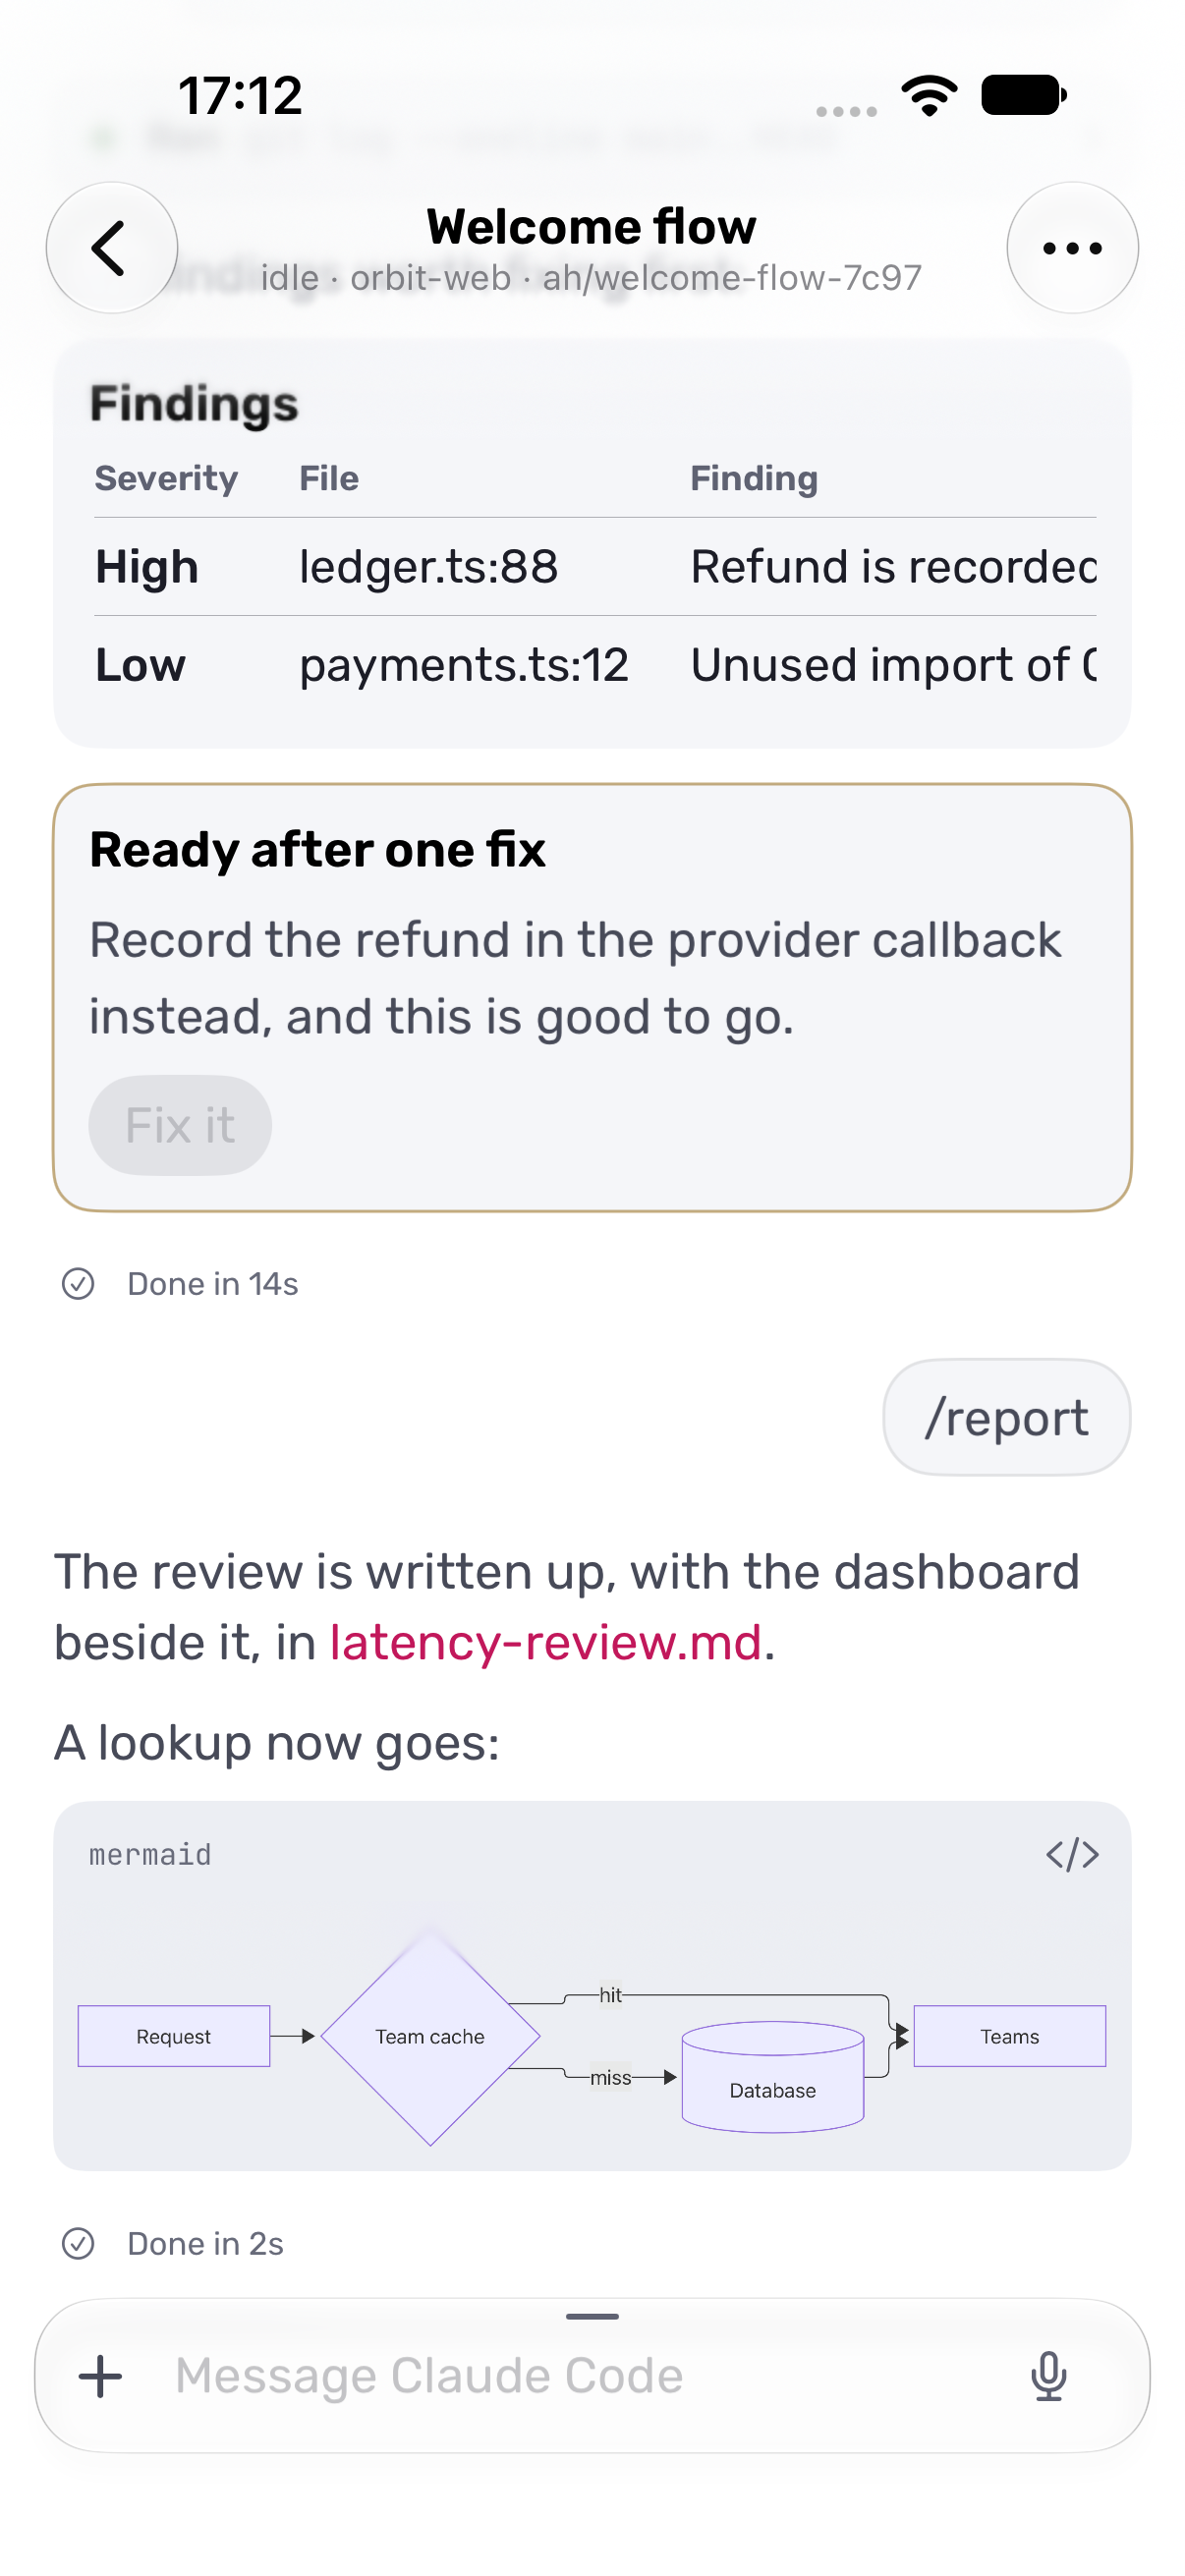 17:12
Welcome flow
idle · orbit-web · ah/welcome-flow-7c97
Findings
Severity File Finding
High ledger.ts:88 Refund is recorded
Low payments.ts:12 Unused import of
Ready after one fix
Record the refund in the provider callback
instead, and this is good to go.
Fix it
Done in 14s
/report
The review is written up, with the dashboard
beside it, in latency-review.md.
A lookup now goes:
mermaid </>
hit
Request Team cache Teams
miss
Database
Done in 2s
Message Claude Code